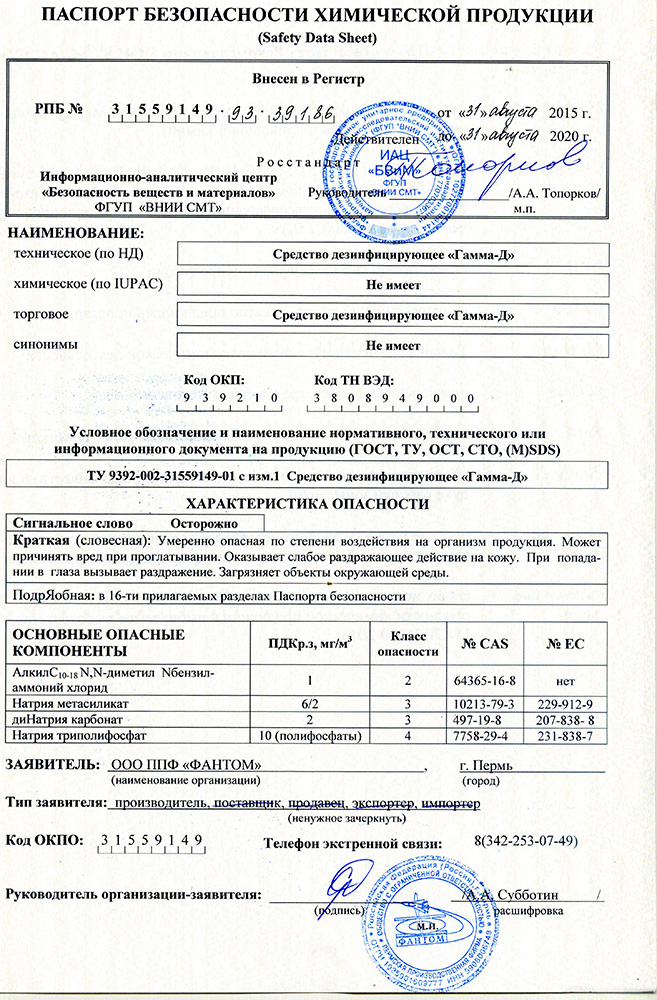 ПАСПОРТ БЕЗОПАСНОСТИ ХИМИЧЕСКОЙ ПРОДУКЦИИ
(Safety Data Sheet)
Внесен в Регистр
РПБ № 31559149.93.39186 от «31» августа 2015 г.
Действителен до «31» августа 2020 г.
Росстандарт
Информационно-аналитический центр
«Безопасность веществ и материалов»
ФГУП «ВНИИ СМТ»
Руководитель /А.А. Топорков/
м.п.
ИАЦ
«БВИМ»
ФГУП
«ВНИИ СМТ»
НАИМЕНОВАНИЕ:
техническое (по НД) Средство дезинфицирующее «Гамма-Д»
химическое (по IUPAC) Не имеет
торговое Средство дезинфицирующее «Гамма-Д»
синонимы Не имеет
Код ОКП: Код ТН ВЭД:
939210 3808949000
Условное обозначение и наименование нормативного, технического или
информационного документа на продукцию (ГОСТ, ТУ, ОСТ, СТО, (M)SDS)
ТУ 9392-002-31559149-01 с изм.1 Средство дезинфицирующее «Гамма-Д»
ХАРАКТЕРИСТИКА ОПАСНОСТИ
Сигнальное слово Осторожно
Краткая (словесная): Умеренно опасная по степени воздействия на организм продукция. Может
причинять вред при проглатывании. Оказывает слабое раздражающее действие на кожу. При попада-
нии в глаза вызывает раздражение. Загрязняет объекты окружающей среды.
ПодрЯобная: в 16-ти прилагаемых разделах Паспорта безопасности
ОСНОВНЫЕ ОПАСНЫЕ КОМПОНЕНТЫ ПДКр.з, мг/м³ Класс опасности № CAS № EC
АлкилC10-18 N,N-диметил Nбензил-
аммоний хлорид 1 2 64365-16-8 нет
Натрия метасиликат 6/2 3 10213-79-3 229-912-9
диНатрия карбонат 2 3 497-19-8 207-838- 8
Натрия триполифосфат 10 (полифосфаты) 4 7758-29-4 231-838-7
ЗАЯВИТЕЛЬ: ООО ППФ «ФАНТОМ», г. Пермь
(наименование организации) (город)
Тип заявителя: производитель, поставщик, продавец, экспортер, импортер
(ненужное зачеркнуть)
Код ОКПО: 31559149 Телефон экстренной связи: 8(342-253-07-49)
Руководитель организации-заявителя: /А.А. Субботин /
(подпись) расшифровка
м.п.
ФАНТОМ